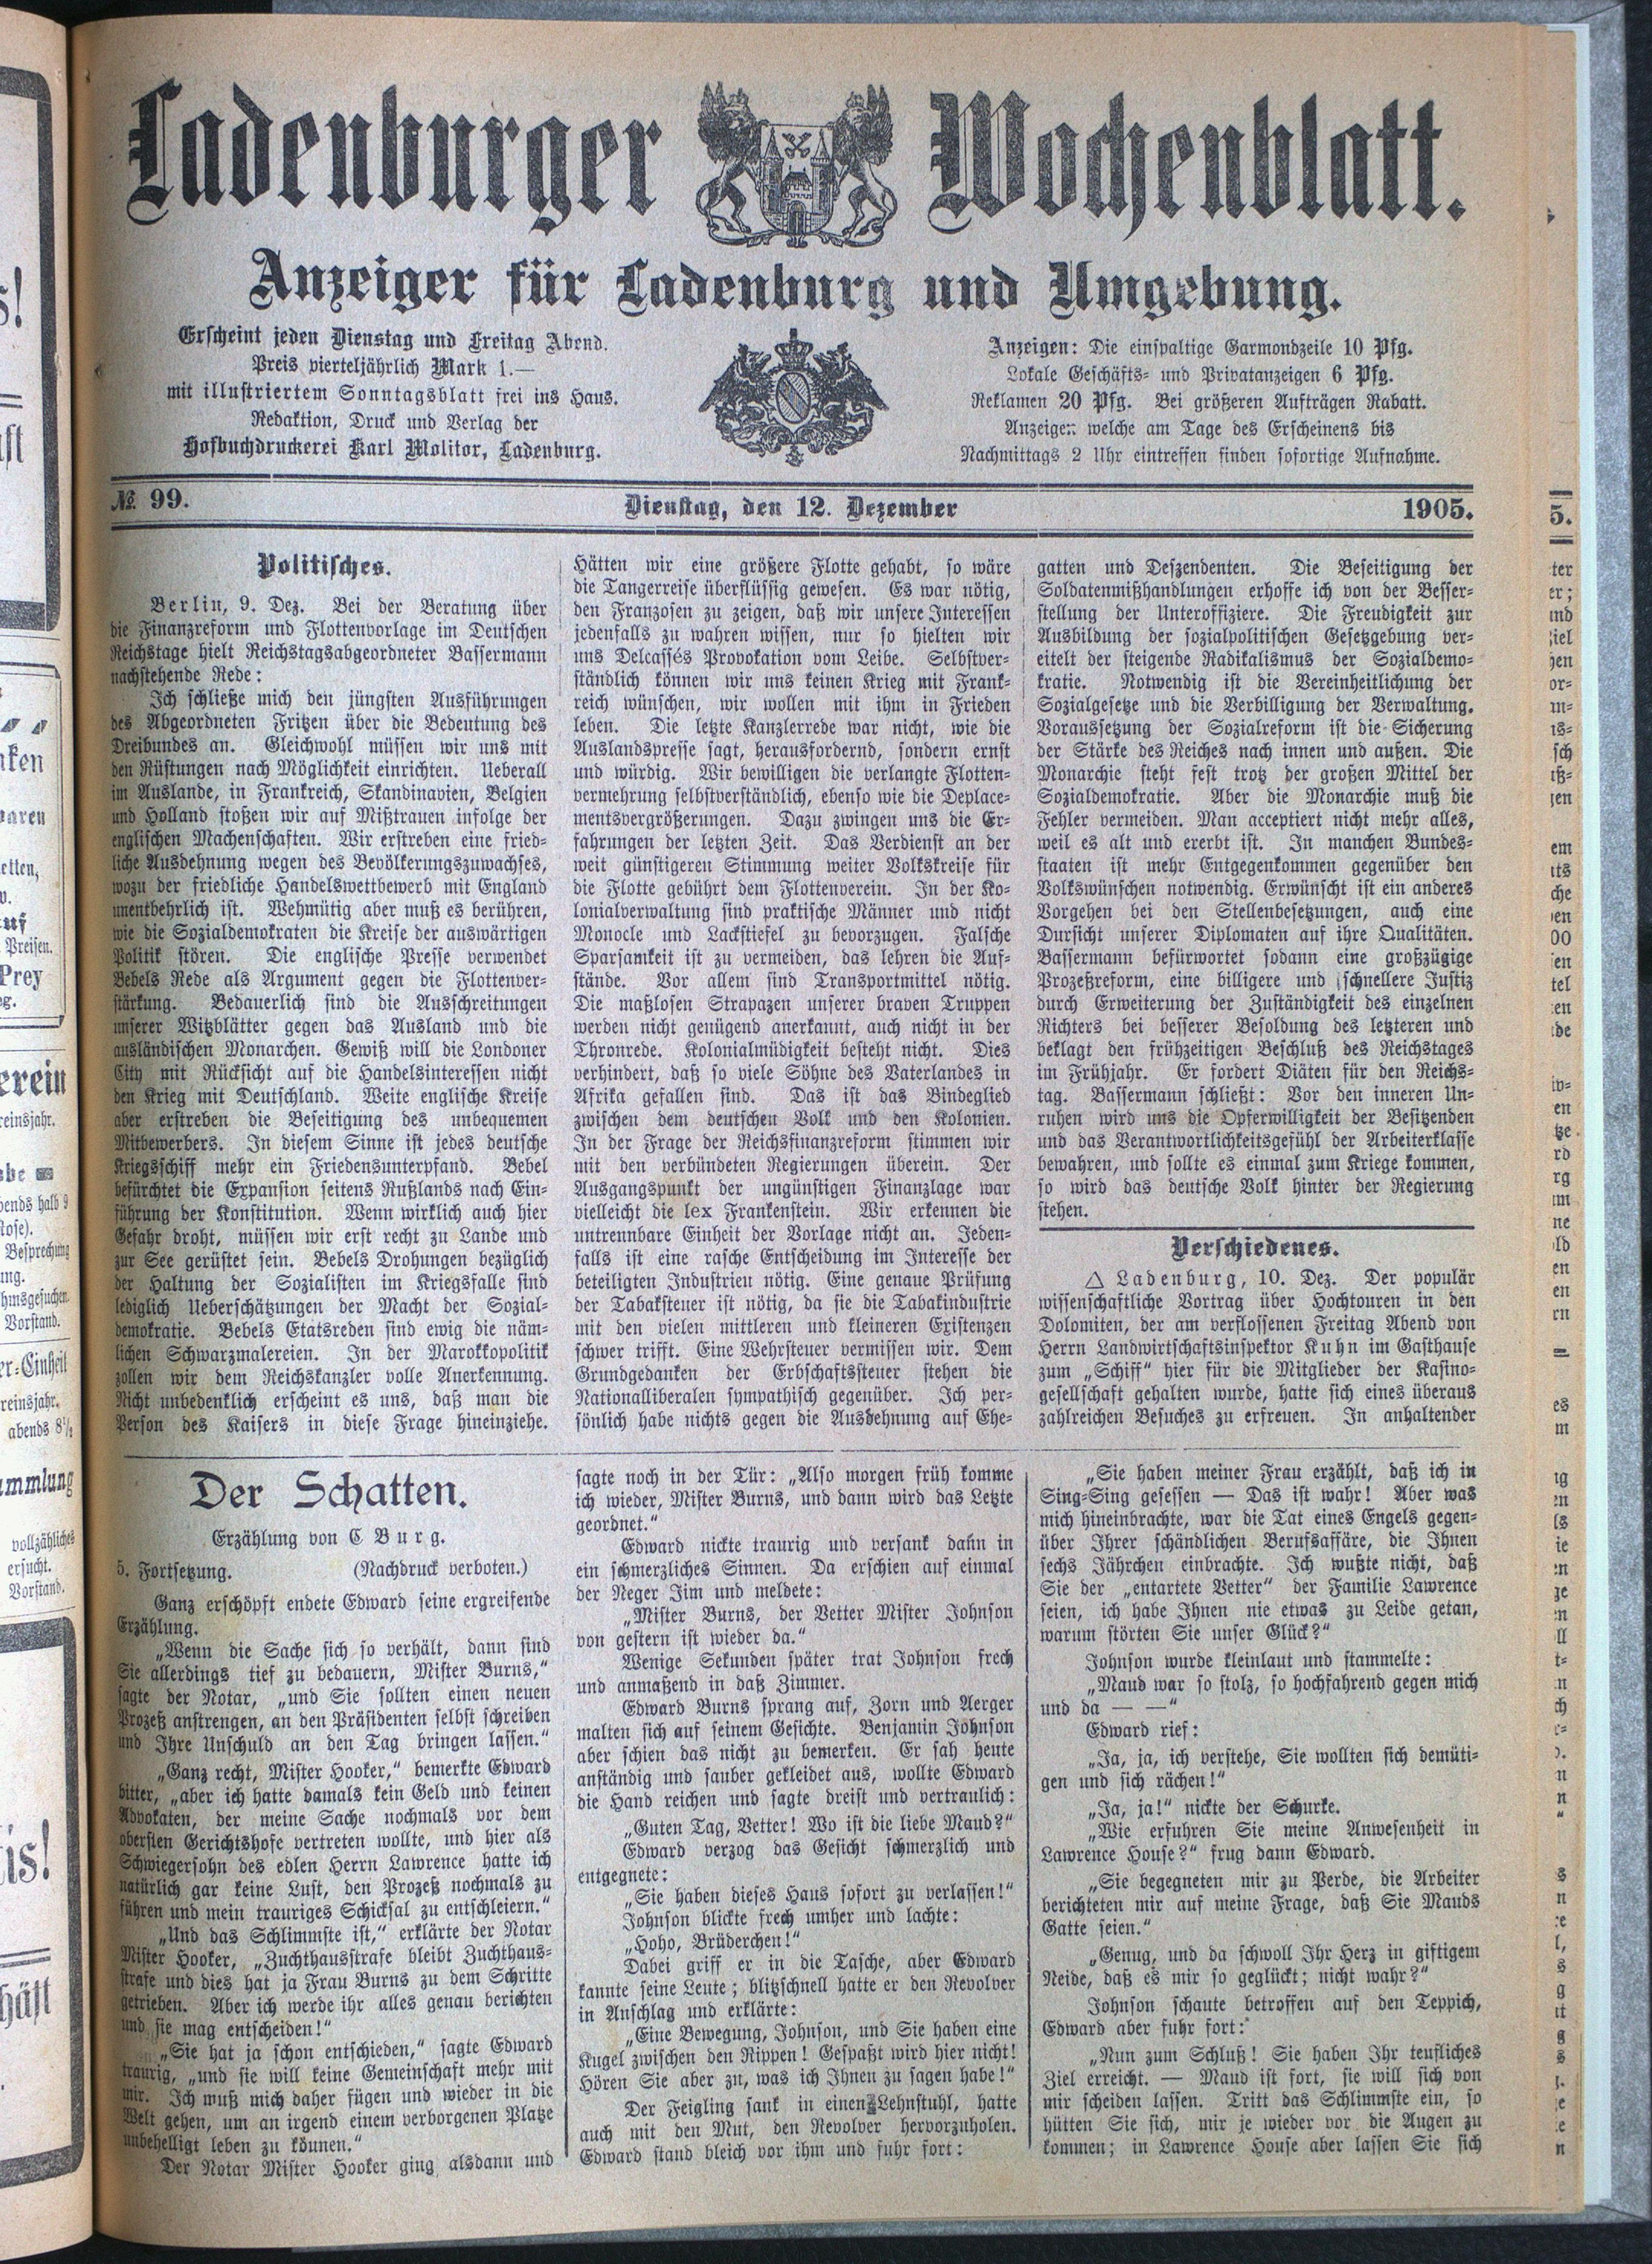 Ladenburger Wochenblatt.
Anzeiger für Ladenburg und Umgebung.
Erscheint jeden Dienstag und Freitag Abend.
Preis vierteljährlich Mark 1.—
mit illustriertem Sonntagsblatt frei ins Haus.
Redaktion, Druck und Verlag der
Hofbuchdruckerei Karl Molitor, Ladenburg.
Anzeigen: Die einspaltige Garmondzeile 10 Pfg.
Lokale Geschäfts- und Privatanzeigen 6 Pfg.
Reklamen 20 Pfg. Bei größeren Aufträgen Rabatt.
Anzeigen welche am Tage des Erscheinens bis
Nachmittags 2 Uhr eintreffen finden sofortige Aufnahme.
№ 99. Dienstag, den 12. Dezember 1905.
Politisches.
Berlin, 9. Dez. Bei der Beratung über
die Finanzreform und Flottenvorlage im Deutschen
Reichstage hielt Reichstagsabgeordneter Bassermann
nachstehende Rede:
Ich schließe mich den jüngsten Ausführungen
des Abgeordneten Fritzen über die Bedeutung des
Dreibundes an. Gleichwohl müssen wir uns mit
den Rüstungen nach Möglichkeit einrichten. Ueberall
im Auslande, in Frankreich, Skandinavien, Belgien
und Holland stoßen wir auf Mißtrauen infolge der
englischen Machenschaften. Wir erstreben eine fried-
liche Ausdehnung wegen des Bevölkerungszuwachses,
wozu der friedliche Handelswettbewerb mit England
unentbehrlich ist. Wehmütig aber muß es berühren,
wie die Sozialdemokraten die Kreise der auswärtigen
Politik stören. Die englische Presse verwendet
Bebels Rede als Argument gegen die Flottenver-
stärkung. Bedauerlich sind die Ausschreitungen
unserer Witzblätter gegen das Ausland und die
ausländischen Monarchen. Gewiß will die Londoner
City mit Rücksicht auf die Handelsinteressen nicht
den Krieg mit Deutschland. Weite englische Kreise
aber erstreben die Beseitigung des unbequemen
Mitbewerbers. In diesem Sinne ist jedes deutsche
Kriegsschiff mehr ein Friedensunterpfand. Bebel
befürchtet die Expansion seitens Rußlands nach Ein-
führung der Konstitution. Wenn wirklich auch hier
Gefahr droht, müssen wir erst recht zu Lande und
zur See gerüstet sein. Bebels Drohungen bezüglich
der Haltung der Sozialisten im Kriegsfalle sind
lediglich Ueberschätzungen der Macht der Sozial-
demokratie. Bebels Etatsreden sind ewig die näm-
lichen Schwarzmalereien. In der Marokkopolitik
zollen wir dem Reichskanzler volle Anerkennung.
Nicht unbedenklich erscheint es uns, daß man die
Person des Kaisers in diese Frage hineinziehe.
Hätten wir eine größere Flotte gehabt, so wäre
die Tangerreise überflüssig gewesen. Es war nötig,
den Franzosen zu zeigen, daß wir unsere Interessen
jedenfalls zu wahren wissen, nur so hielten wir
uns Delcassés Provokation vom Leibe. Selbstver-
ständlich können wir uns keinen Krieg mit Frank-
reich wünschen, wir wollen mit ihm in Frieden
leben. Die letzte Kanzlerrede war nicht, wie die
Auslandspresse sagt, herausfordernd, sondern ernst
und würdig. Wir bewilligen die verlangte Flotten-
vermehrung selbstverständlich, ebenso wie die Deplace-
mentsvergrößerungen. Dazu zwingen uns die Er-
fahrungen der letzten Zeit. Das Verdienst an der
weit günstigeren Stimmung weiter Volkskreise für
die Flotte gebührt dem Flottenverein. In der Ko-
lonialverwaltung sind praktische Männer und nicht
Monocle und Lackstiefel zu bevorzugen. Falsche
Sparsamkeit ist zu vermeiden, das lehren die Auf-
stände. Vor allem sind Transportmittel nötig.
Die maßlosen Strapazen unserer braven Truppen
werden nicht genügend anerkannt, auch nicht in der
Thronrede. Kolonialmüdigkeit besteht nicht. Dies
verhindert, daß so viele Söhne des Vaterlandes in
Afrika gefallen sind. Das ist das Bindeglied
zwischen dem deutschen Volk und den Kolonien.
In der Frage der Reichsfinanzreform stimmen wir
mit den verbündeten Regierungen überein. Der
Ausgangspunkt der ungünstigen Finanzlage war
vielleicht die lex Frankenstein. Wir erkennen die
untrennbare Einheit der Vorlage nicht an. Jeden-
falls ist eine rasche Entscheidung im Interesse der
beteiligten Industrieu nötig. Eine genaue Prüfung
der Tabaksteuer ist nötig, da sie die Tabakindustrie
mit den vielen mittleren und kleineren Existenzen
schwer trifft. Eine Wehrsteuer vermissen wir. Dem
Grundgedanken der Erbschaftssteuer stehen die
Nationalliberalen sympathisch gegenüber. Ich per-
sönlich habe nichts gegen die Ausdehnung auf Ehe-
gatten und Deszendenten. Die Beseitigung der
Soldatenmißhandlungen erhoffe ich von der Besser-
stellung der Unteroffiziere. Die Freudigkeit zur
Ausbildung der sozialpolitischen Gesetzgebung ver-
eitelt der steigende Radikalismus der Sozialdemo-
kratie. Notwendig ist die Vereinheitlichung der
Sozialgesetze und die Verbilligung der Verwaltung.
Voraussetzung der Sozialreform ist die Sicherung
der Stärke des Reiches nach innen und außen. Die
Monarchie steht fest trotz der großen Mittel der
Sozialdemokratie. Aber die Monarchie muß die
Fehler vermeiden. Man acceptiert nicht mehr alles,
weil es alt und ererbt ist. In manchen Bundes-
staaten ist mehr Entgegenkommen gegenüber den
Volkswünschen notwendig. Erwünscht ist ein anderes
Vorgehen bei den Stellenbesetzungen, auch eine
Dursicht unserer Diplomaten auf ihre Qualitäten.
Bassermann befürwortet sodann eine großzügige
Prozeßreform, eine billigere und schnellere Justiz
durch Erweiterung der Zuständigkeit des einzelnen
Richters bei besserer Besoldung des letzteren und
beklagt den frühzeitigen Beschluß des Reichstages
im Frühjahr. Er fordert Diäten für den Reichs-
tag. Bassermann schließt: Vor den inneren Un-
ruhen wird uns die Opferwilligkeit der Besitzenden
und das Verantwortlichkeitsgefühl der Arbeiterklasse
bewahren, und sollte es einmal zum Kriege kommen,
so wird das deutsche Volk hinter der Regierung
stehen.
Verschiedenes.
△ Ladenburg, 10. Dez. Der populär
wissenschaftliche Vortrag über Hochtouren in den
Dolomiten, der am verflossenen Freitag Abend von
Herrn Landwirtschaftsinspektor Kuhn im Gasthause
zum „Schiff“ hier für die Mitglieder der Kasino-
gesellschaft gehalten wurde, hatte sich eines überaus
zahlreichen Besuches zu erfreuen. In anhaltender
Der Schatten.
Erzählung von C Burg.
5. Fortsetzung. (Nachdruck verboten.)
Ganz erschöpft endete Edward seine ergreifende
Erzählung.
„Wenn die Sache sich so verhält, dann sind
Sie allerdings tief zu bedauern, Mister Burns,“
sagte der Notar, „und Sie sollten einen neuen
Prozeß anstrengen, an den Präsidenten selbst schreiben
und Ihre Unschuld an den Tag bringen lassen.“
„Ganz recht, Mister Hooker,“ bemerkte Edward
bitter, „aber ich hatte damals kein Geld und keinen
Advokaten, der meine Sache nochmals vor dem
obersten Gerichtshofe vertreten wollte, und hier als
Schwiegersohn des edlen Herrn Lawrence hatte ich
natürlich gar keine Lust, den Prozeß nochmals zu
führen und mein trauriges Schicksal zu entschleiern.“
„Und das Schlimmste ist,“ erklärte der Notar
Mister Hooker, „Zuchthausstrafe bleibt Zuchthaus-
strafe und dies hat ja Frau Burns zu dem Schritte
getrieben. Aber ich werde ihr alles genau berichten
und sie mag entscheiden!“
„Sie hat ja schon entschieden,“ sagte Edward
traurig, „und sie will keine Gemeinschaft mehr mit
mir. Ich muß mich daher fügen und wieder in die
Welt gehen, um an irgend einem verborgenen Platze
unbehelligt leben zu können.“
Der Notar Mister Hooker ging alsdann und
sagte noch in der Tür: „Also morgen früh komme
ich wieder, Mister Burns, und dann wird das Letzte
geordnet.“
Edward nickte traurig und versank dann in
ein schmerzliches Sinnen. Da erschien auf einmal
der Neger Jim und meldete:
„Mister Burns, der Vetter Mister Johnson
von gestern ist wieder da.“
Wenige Sekunden später trat Johnson frech
und anmaßend in daß Zimmer.
Edward Burns sprang auf, Zorn und Aerger
malten sich auf seinem Gesichte. Benjamin Johnson
aber schien das nicht zu bemerken. Er sah heute
anständig und sauber gekleidet aus, wollte Edward
die Hand reichen und sagte dreist und vertraulich:
„Guten Tag, Vetter! Wo ist die liebe Maud?“
Edward verzog das Gesicht schmerzlich und
entgegnete:
„Sie haben dieses Haus sofort zu verlassen!“
Johnson blickte frech umher und lachte:
„Hoho, Brüderchen!“
Dabei griff er in die Tasche, aber Edward
kannte seine Leute; blitzschnell hatte er den Revolver
in Anschlag und erklärte:
„Eine Bewegung, Johnson, und Sie haben eine
Kugel zwischen den Rippen! Gespaßt wird hier nicht!
Hören Sie aber zu, was ich Ihnen zu sagen habe!“
Der Feigling sank in einen Lehnstuhl, hatte
auch mit den Mut, den Revolver hervorzuholen.
Edward stand bleich vor ihm und fuhr fort:
„Sie haben meiner Frau erzählt, daß ich in
Sing-Sing gesessen — Das ist wahr! Aber was
mich hineinbrachte, war die Tat eines Engels gegen-
über Ihrer schändlichen Berufsaffäre, die Ihnen
sechs Jährchen einbrachte. Ich wußte nicht, daß
Sie der „entartete Vetter“ der Familie Lawrence
seien, ich habe Ihnen nie etwas zu Leide getan,
warum störten Sie unser Glück?“
Johnson wurde kleinlaut und stammelte:
„Maud war so stolz, so hochfahrend gegen mich
und da — —“
Edward rief:
„Ja, ja, ich verstehe, Sie wollten sich demüti-
gen und sich rächen!“
„Ja, ja!“ nickte der Schurke.
„Wie erfuhren Sie meine Anwesenheit in
Lawrence House?“ frug dann Edward.
„Sie begegneten mir zu Perde, die Arbeiter
berichteten mir auf meine Frage, daß Sie Mauds
Gatte seien.“
„Genug, und da schwoll Ihr Herz in giftigem
Neide, daß es mir so geglückt; nicht wahr?“
Johnson schaute betroffen auf den Teppich,
Edward aber fuhr fort:
„Nun zum Schluß! Sie haben Ihr teuflisches
Ziel erreicht. — Maud ist fort, sie will sich von
mir scheiden lassen. Tritt das Schlimmste ein, so
hütten Sie sich, mir je wieder vor die Augen zu
kommen; in Lawrence House aber lassen Sie sich